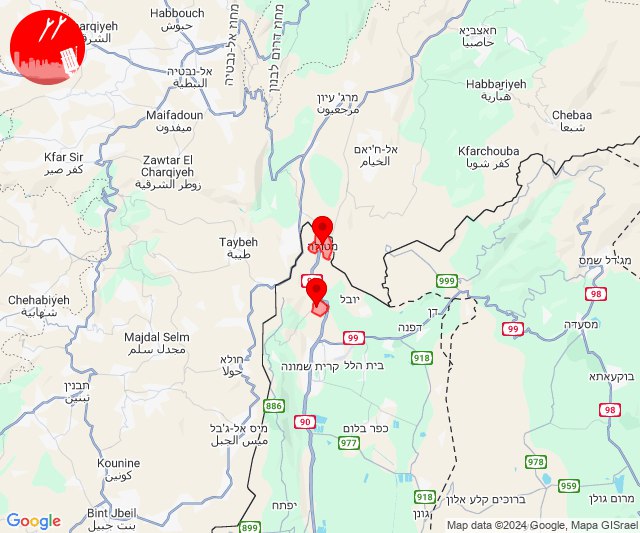 Habbouch
حبوش
מחוז אל-נבטיה
מחוז דרום לבנון
חאצביא
حاصبيا
arqiyeh
الشرقية
אל-נבטיה
النبطية
מרג' עיון
مرجعيون
Habbariyeh
هبارية
Maifadoun
ميفدون
Chebaa
شبعا
אל-ח'יאם
الخيام
Kfarchouba
كفر شوبا
Kfar Sir
كفر صير
Zawtar El
Charqiyeh
زوطر الشرقية
Taybeh
طيبة
מטולה
מג'דל שמס
999
98
Chehabiyeh
شهابية
יובל
דן
דפנה
99
99
מסעדה
Majdal Selm
مجدل سلم
חולא
حولا
קרית שמונה
בית הלל
918
בוקעאתא
תבנין
تبنين
886
90
98
מיס אל-ג'בל
ميس الجبل
כפר בלום
977
Kounine
كونين
978
959
918
יפתח
ברוכים קלע אלון
מרום גולן
Bint Jbeil
بنت جبيل
גונן
899
Google
Map data ©2024 Google, Mapa GISrael